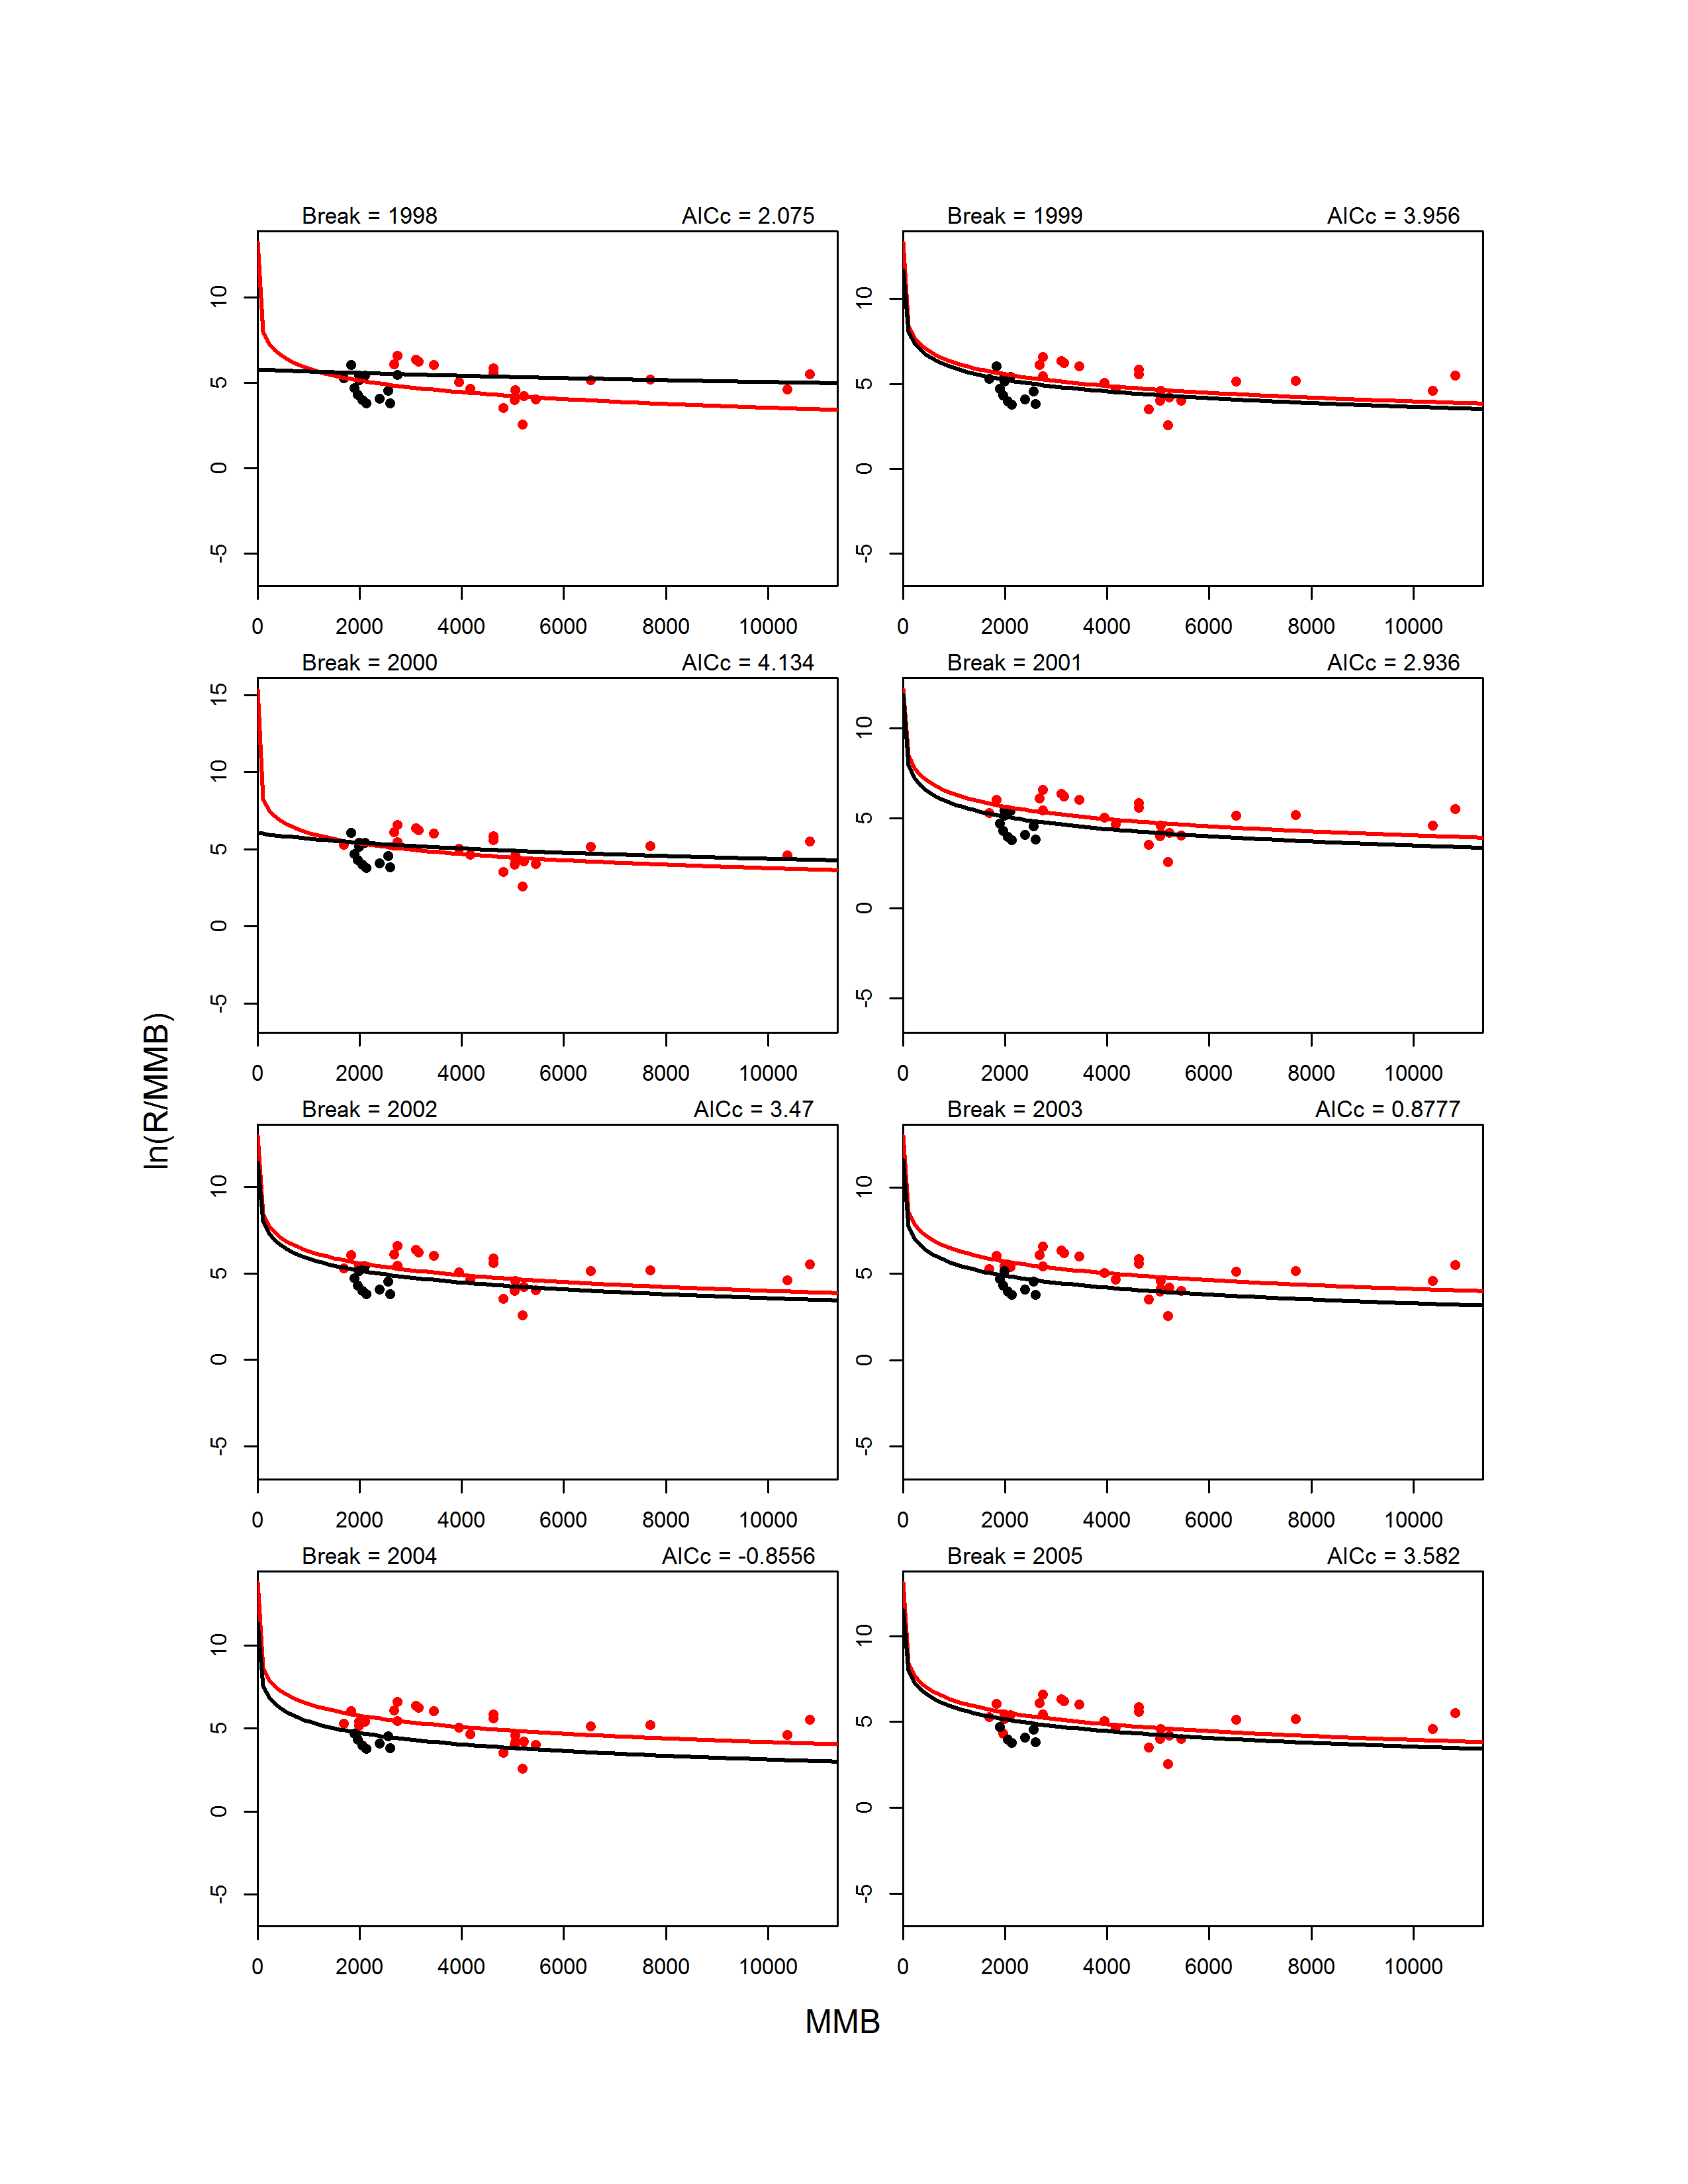 Break = 1998 AICc = 2.075
10
5
0
-5
0 2000 4000 6000 8000 10000
Break = 1999 AICc = 3.956
10
5
0
-5
0 2000 4000 6000 8000 10000
Break = 2000 AICc = 4.134
15
10
5
0
-5
0 2000 4000 6000 8000 10000
Break = 2001 AICc = 2.936
10
5
0
-5
0 2000 4000 6000 8000 10000
Break = 2002 AICc = 3.47
10
5
0
-5
0 2000 4000 6000 8000 10000
Break = 2003 AICc = 0.8777
10
5
0
-5
0 2000 4000 6000 8000 10000
Break = 2004 AICc = -0.8556
10
5
0
-5
0 2000 4000 6000 8000 10000
Break = 2005 AICc = 3.582
10
5
0
-5
0 2000 4000 6000 8000 10000
ln(R/MMB)
MMB